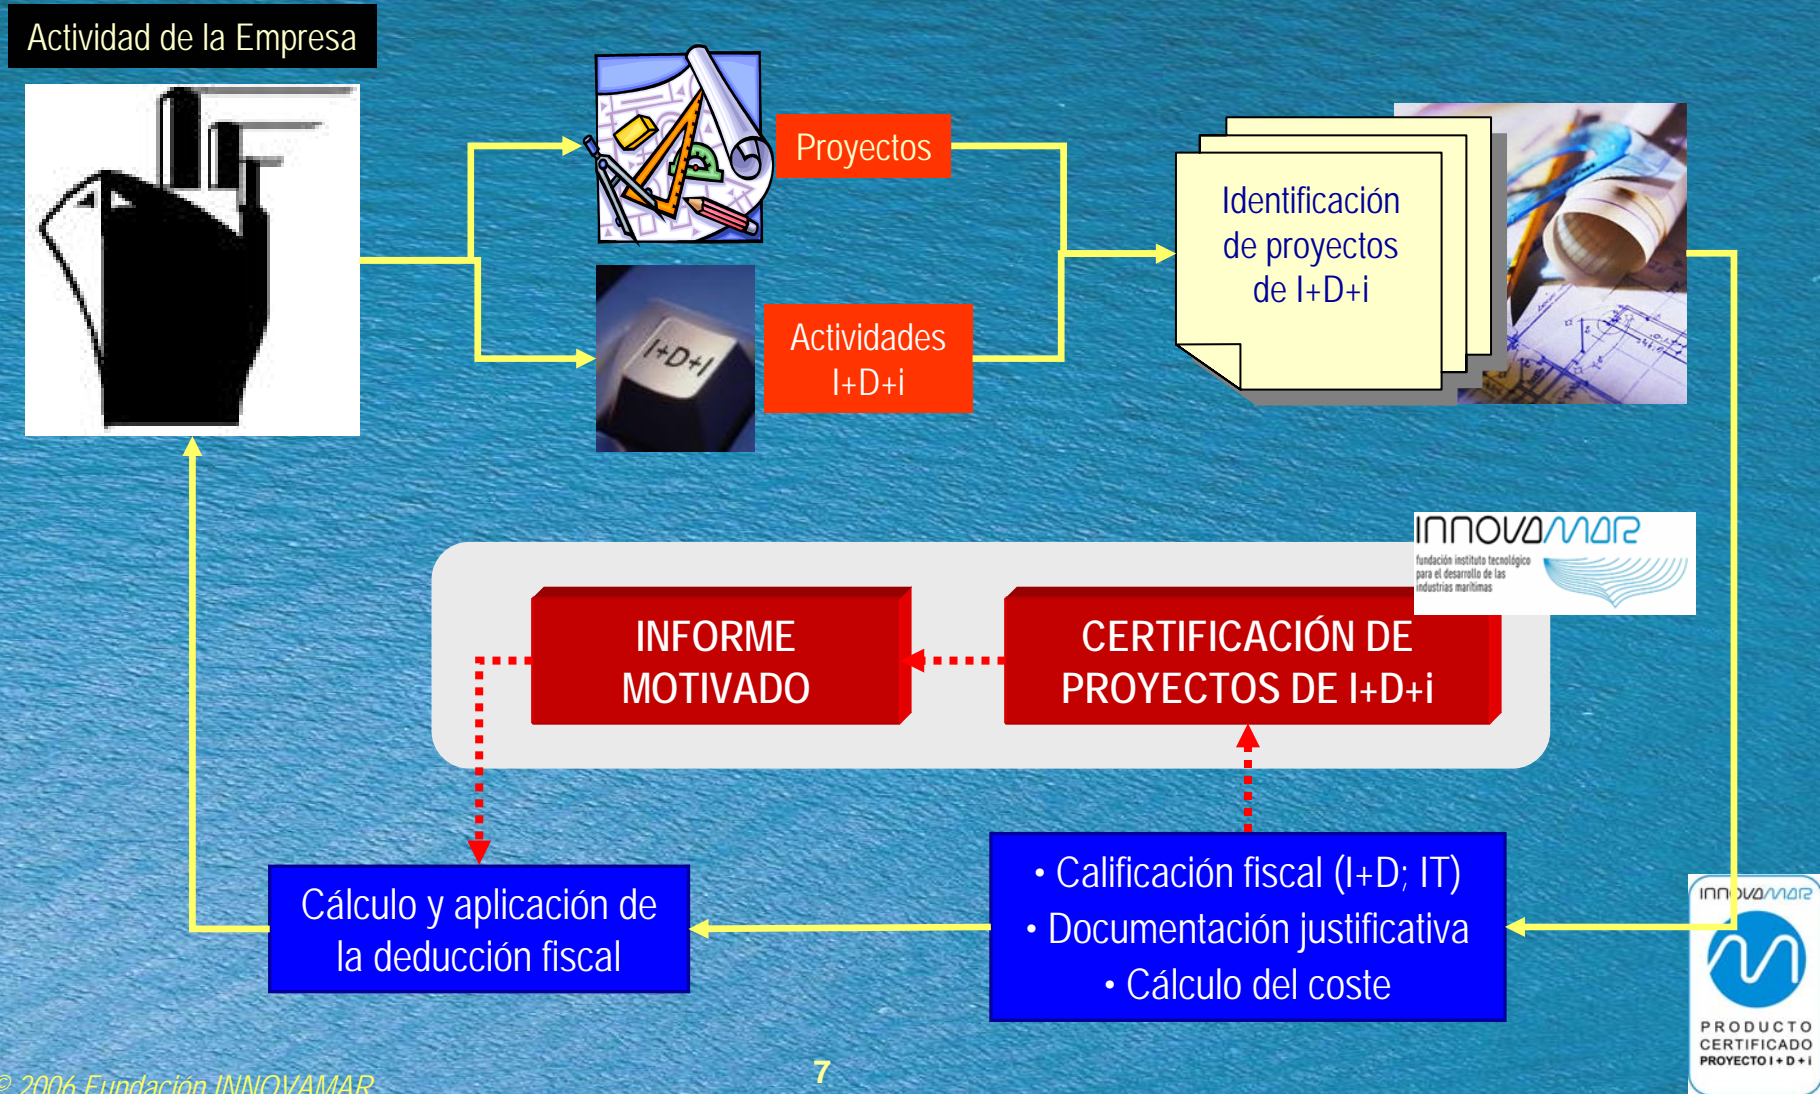 Actividad de la Empresa
Proyectos
Actividades
I+D+i
I+D+I
Identificación
de proyectos
de I+D+i
INNOVAMAR
fundación instituto tecnológico
para el desarrollo de las
industrias marítimas
INFORME
MOTIVADO
CERTIFICACIÓN DE
PROYECTOS DE I+D+i
Cálculo y aplicación de
la deducción fiscal
• Calificación fiscal (I+D; IT)
• Documentación justificativa
• Cálculo del coste
INNOVAMAR
PRODUCTO
CERTIFICADO
PROYECTO I+D+i
7
© 2006 Fundación INNOVAMAR